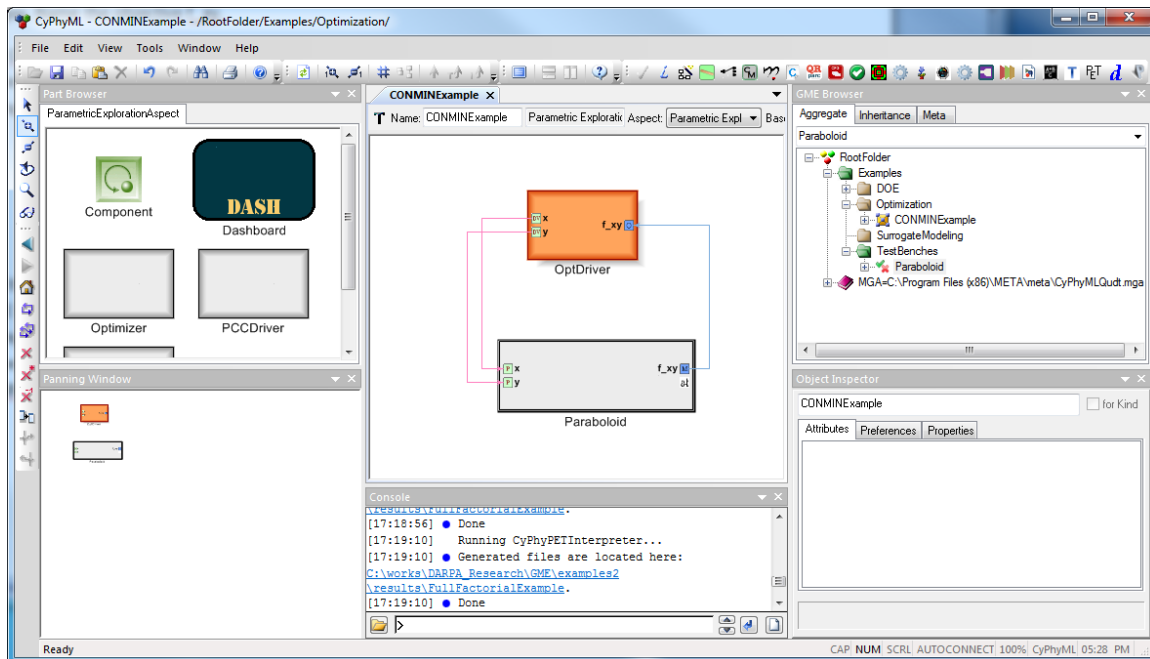 CyPhyML - CONMINExample - /RootFolder/Examples/Optimization/
File Edit View Tools Window Help
Part Browser
ParametricExplorationAspect
Component
DASH
Dashboard
Optimizer
PCCDriver
Panning Window
CONMINExample
Name: CONMINExample Parametric Exploratic Aspect: Parametric Expl Bas
x
y
f_xy
OptDriver
x
y
f_xy
Paraboloid
Console
\results\FullFactorialExample.
[17:18:56] Done
[17:19:10] Running CyPhyPETInterpreter...
[17:19:10] Generated files are located here:
C:\works\DARPA_Research\GME\examples2
\results\FullFactorialExample.
[17:19:10] Done
>
GME Browser
Aggregate Inheritance Meta
Paraboloid
RootFolder
Examples
DOE
Optimization
CONMINExample
SurrogateModeling
TestBenches
Paraboloid
MGA=C:\Program Files (x86)\META\meta\CyPhyMLQudt.mga
Object Inspector
CONMINExample for Kind
Attributes Preferences Properties
Ready
CAP NUM SCRL AUTOCONNECT 100% CyPhyML 05:28 PM